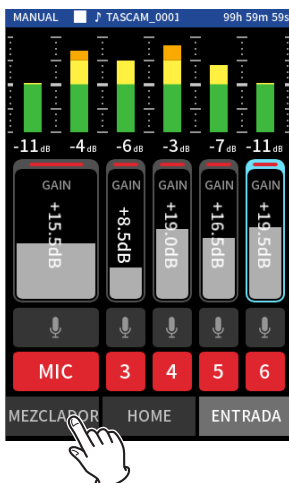 MANUAL ♪ TASCAM_0001 99h 59m 59s
-11 dB -4 dB -6 dB -3 dB -7 dB -11 dB
GAIN GAIN GAIN GAIN GAIN
+15.5dB +8.5dB +19.0dB +16.5dB +19.5dB
MIC 3 4 5 6
MEZCLADOR HOME ENTRADA